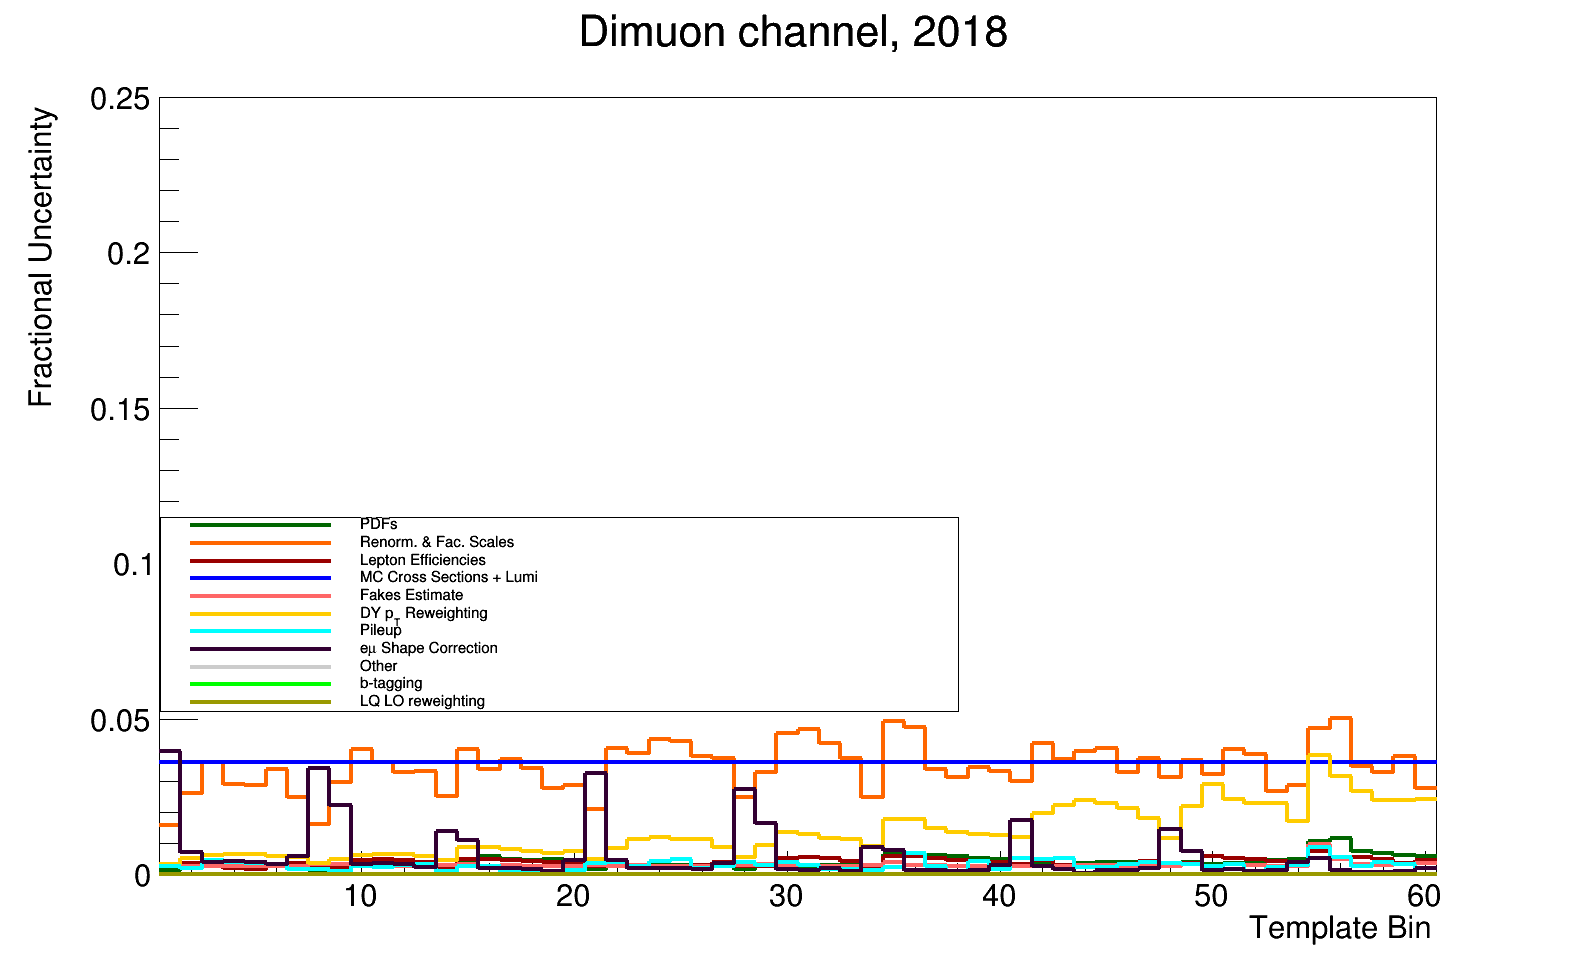 Dimuon channel, 2018
Fractional Uncertainty
0.25
0.2
0.15
0.1
0.05
0
PDFs
Renorm. & Fac. Scales
Lepton Efficiencies
MC Cross Sections + Lumi
Fakes Estimate
DY pT Reweighting
Pileup
eμ Shape Correction
Other
b-tagging
LQ LO reweighting
10 20 30 40 50 60
Template Bin